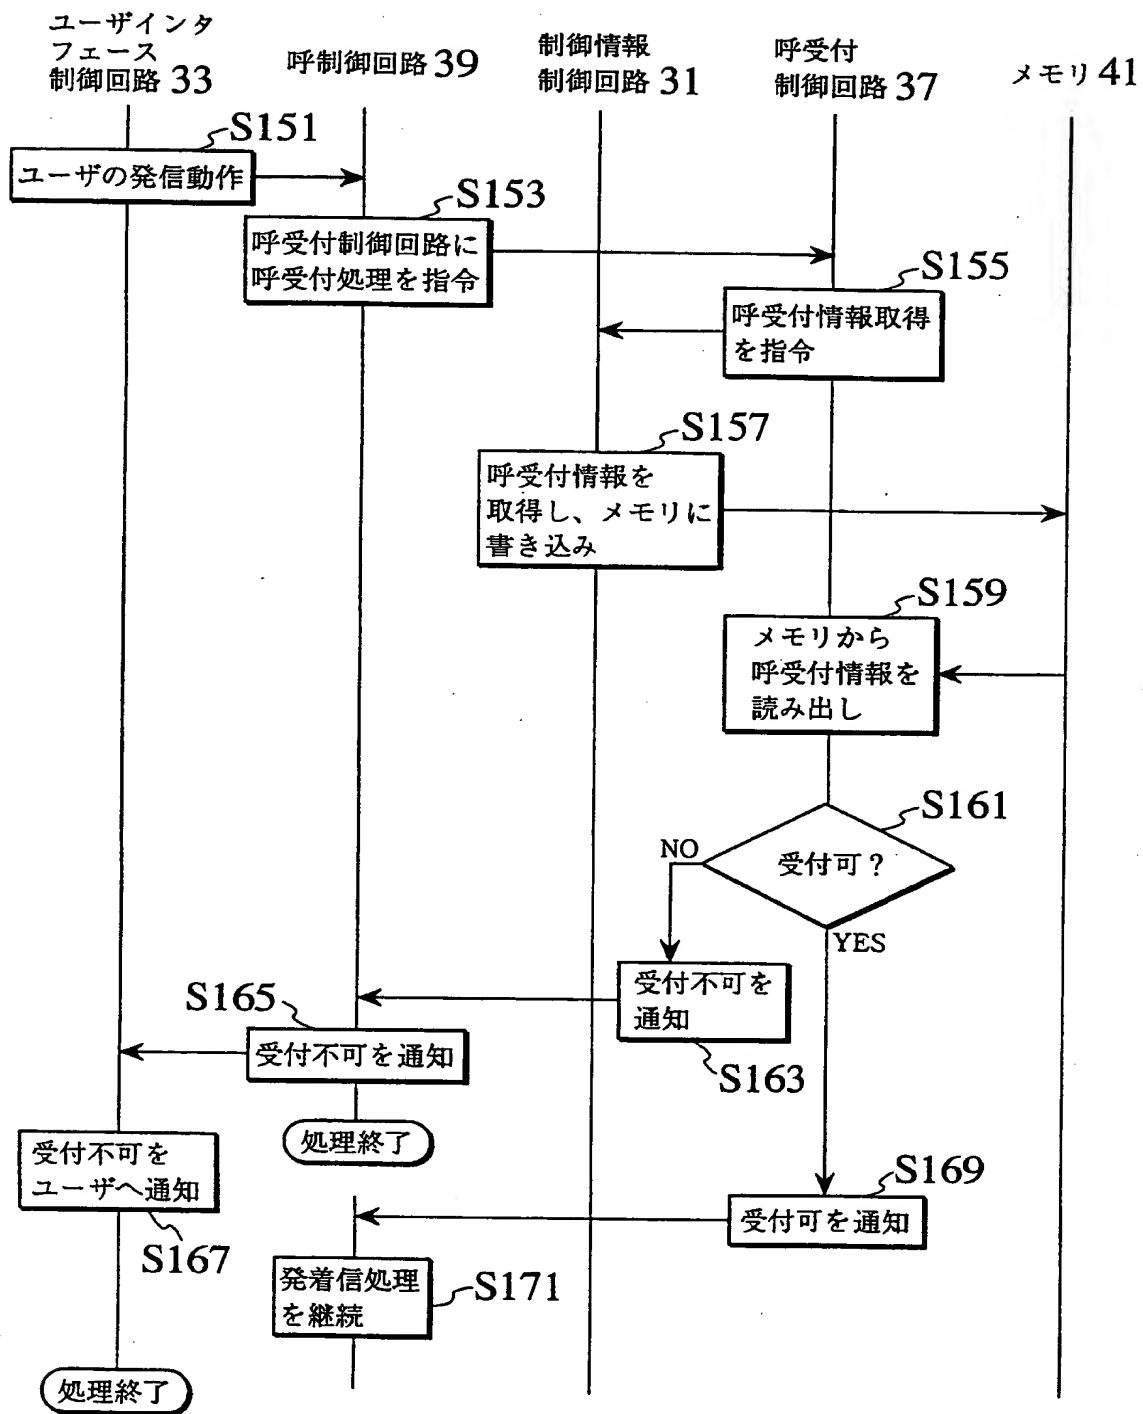 ユーザインタ
フェース
制御回路 33
呼制御回路 39
制御情報
制御回路 31
呼受付
制御回路 37
メモリ 41
S151
ユーザの発信動作
S153
呼受付制御回路に
呼受付処理を指令
S155
呼受付情報取得
を指令
S157
呼受付情報を
取得し、メモリに
書き込み
S159
メモリから
呼受付情報を
読み出し
S161
受付可？
NO
YES
受付不可を
通知
S163
S165
受付不可を通知
処理終了
受付不可を
ユーザへ通知
S167
S169
受付可を通知
発着信処理
を継続
S171
処理終了